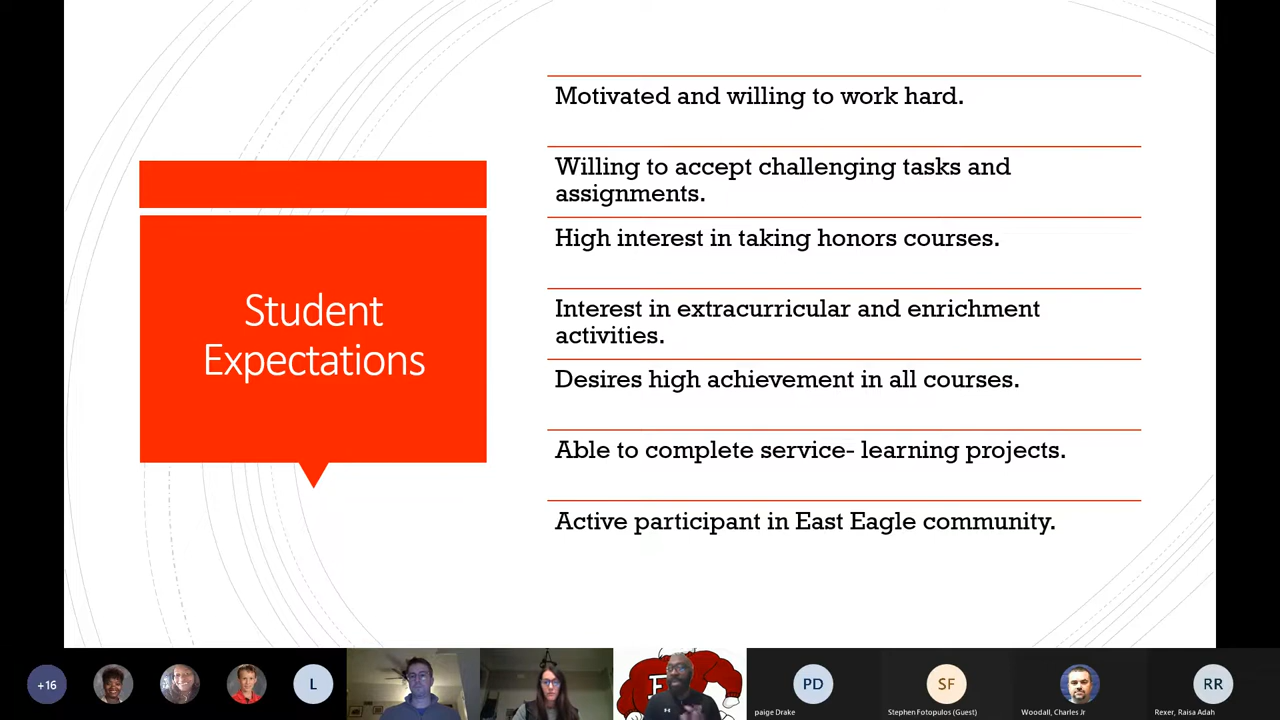 Motivated and willing to work hard.
Willing to accept challenging tasks and
assignments.
High interest in taking honors courses.
Student
Expectations
Interest in extracurricular and enrichment
activities.
Desires high achievement in all courses.
Able to complete service- learning projects.
Active participant in East Eagle community.
+16
L
PD
SF
RR
paige Drake
Stephen Fotopulos (Guest)
Woodall, Charles Jr
Rexer, Raisa Adah